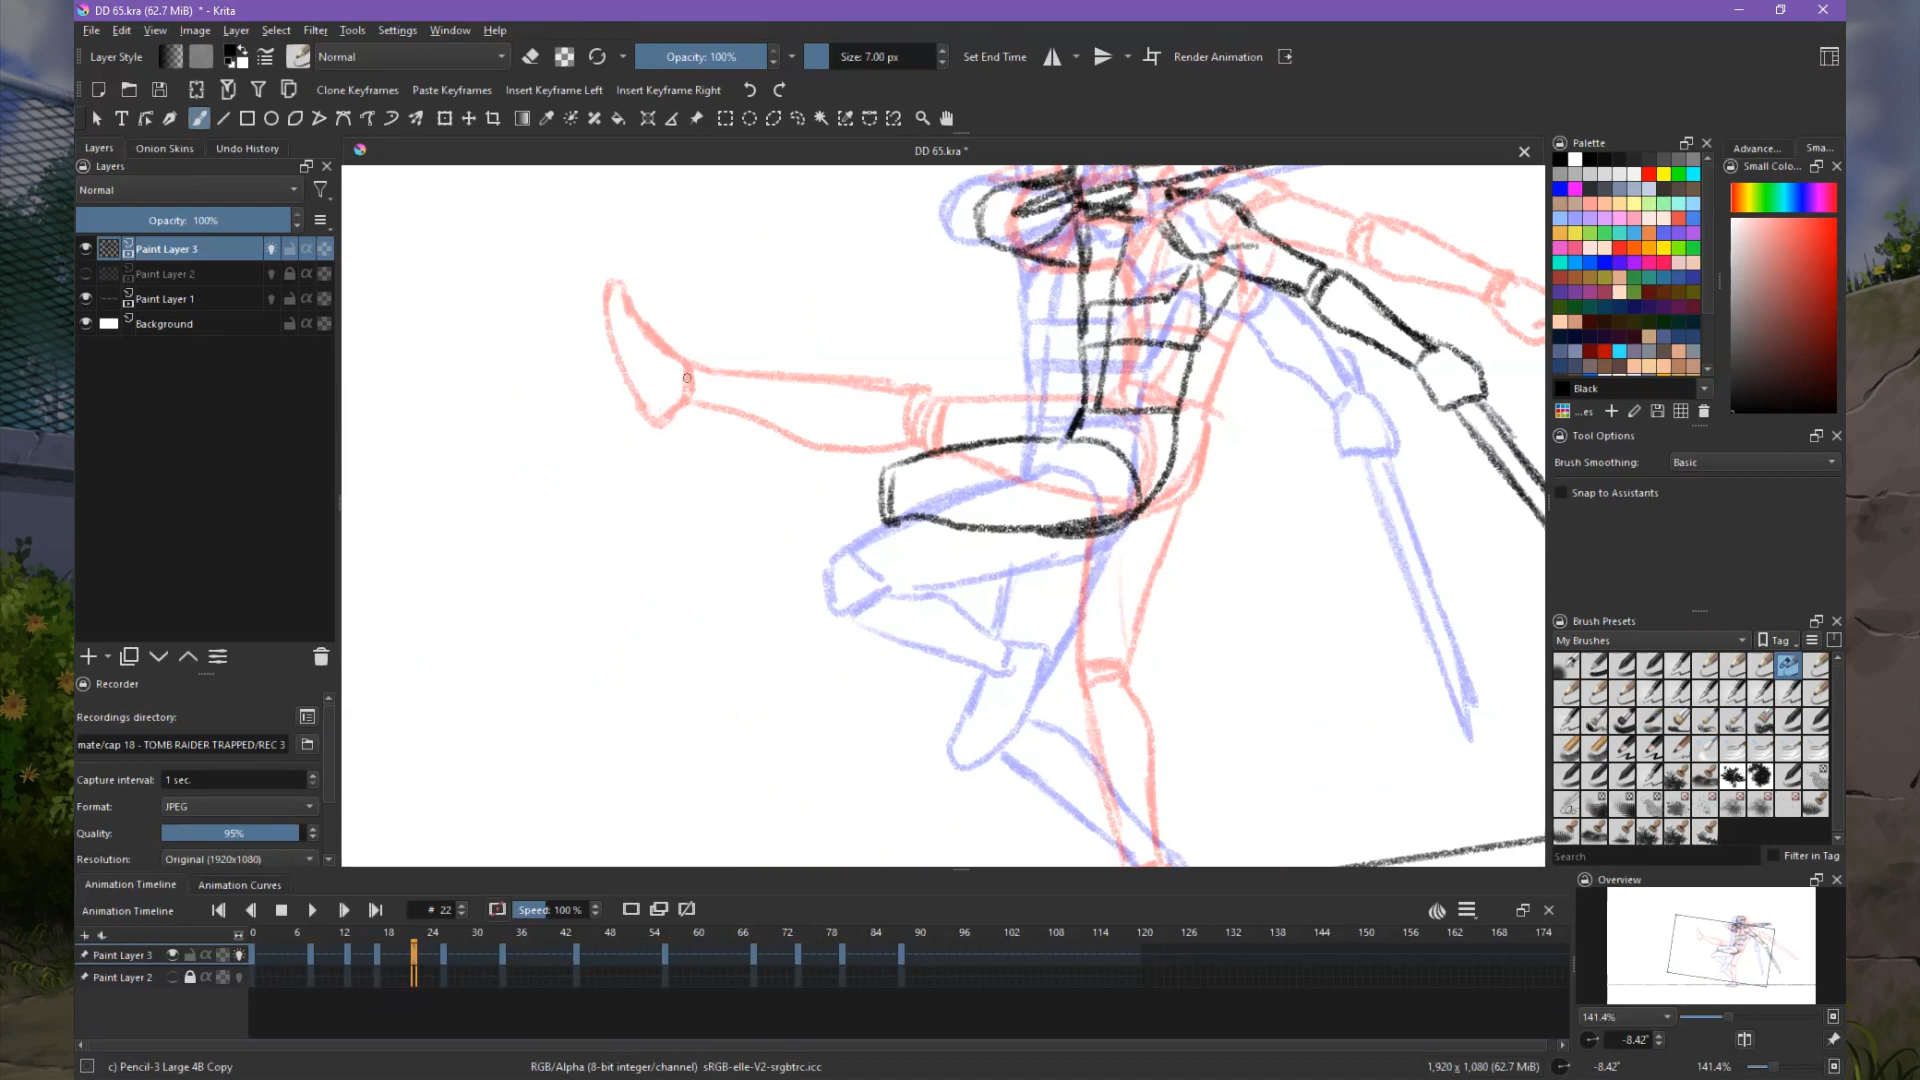 DD 65.kra (62.7 MiB) * - Krita
File Edit View Image Layer Select Filter Tools Settings Window Help
Layer Style Normal Opacity: 100% Size: 7.00 px Set End Time Render Animation
Clone Keyframes Paste Keyframes Insert Keyframe Left Insert Keyframe Right
Layers Onion Skins Undo History
DD 65.kra *
Layers
Normal
Opacity: 100%
Paint Layer 3
Paint Layer 2
Paint Layer 1
Background
Palette
Advance... Sma...
Small Colo...
Black
...es
Tool Options
Brush Smoothing: Basic
Snap to Assistants
Brush Presets
My Brushes Tag
Search Filter in Tag
Recorder
Recordings directory:
mate/cap 18 - TOMB RAIDER TRAPPED/REC 3
Capture interval: 1 sec.
Format: JPEG
Quality: 95%
Resolution: Original (1920x1080)
Animation Timeline Animation Curves
Animation Timeline # 22 Speed: 100 %
0 6 12 18 24 30 36 42 48 54 60 66 72 78 84 90 96 102 108 114 120 126 132 138 144 150 156 162 168 174
Paint Layer 3
Paint Layer 2
Overview
141.4%
-8.42°
c) Pencil-3 Large 4B Copy RGB/Alpha (8-bit integer/channel) sRGB-elle-V2-srgbtrc.icc 1,920 x 1,080 (62.7 MiB) -8.42° 141.4%